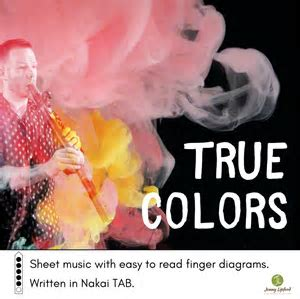 TRUE
COLORS
Sheet music with easy to read finger diagrams.
Written in Nakai TAB.